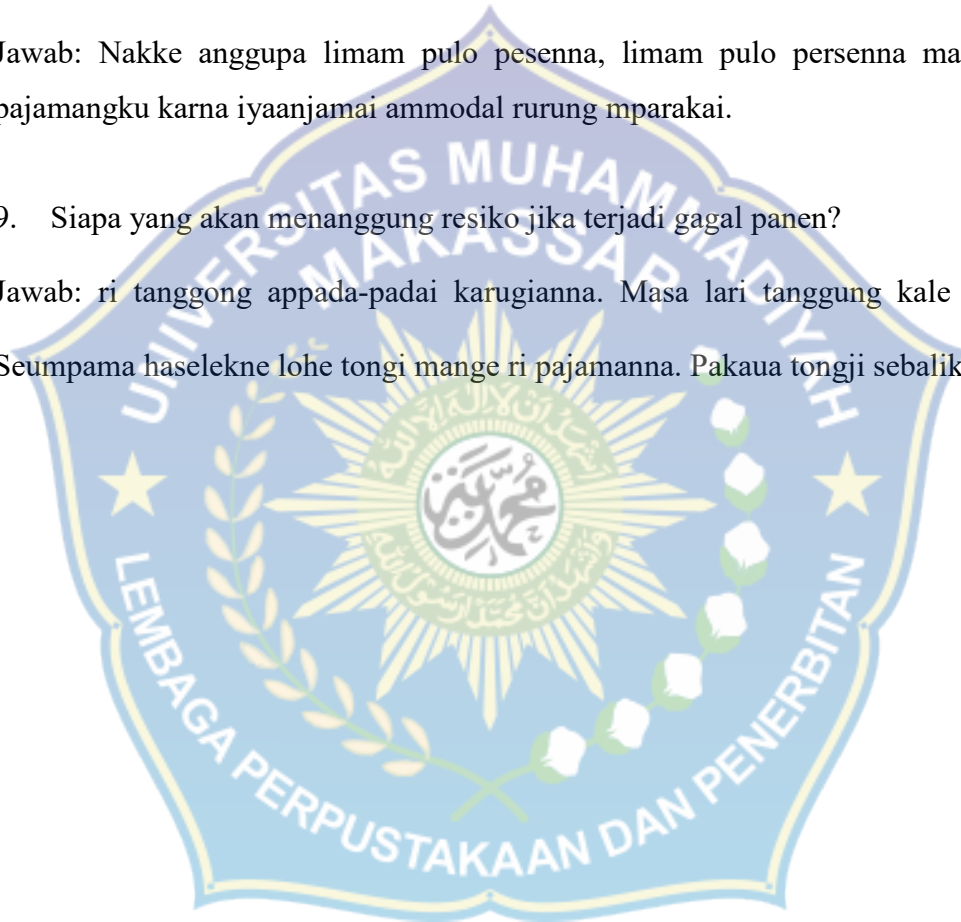 Jawab: Nakke anggupa limam pulo pesenna, limam pulo persenna
pajamangku karna iyaanjamai ammodal rurung mparakai.
9. Siapa yang akan menanggung resiko jika terjadi gagal panen?
Jawab: ri tanggong appada-padai karugianna. Masa lari tanggung kale
Seumpama haselekne lohe tongi mange ri pajamanna. Pakaua tongji
UNIVERSITAS MUHAMMADIYAH
MAKASSAR
LEMBAGA PERPUSTAKAAN DAN PENERBITAN